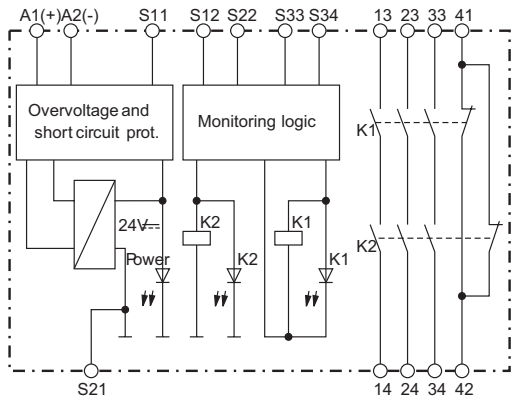 A1(+) A2(-) S11 S12 S22 S33 S34 13 23 33 41
Overvoltage and
short circuit prot.
Monitoring logic
K1
24V
K2
K1
K2
Power
K2
K1
S21
14 24 34 42